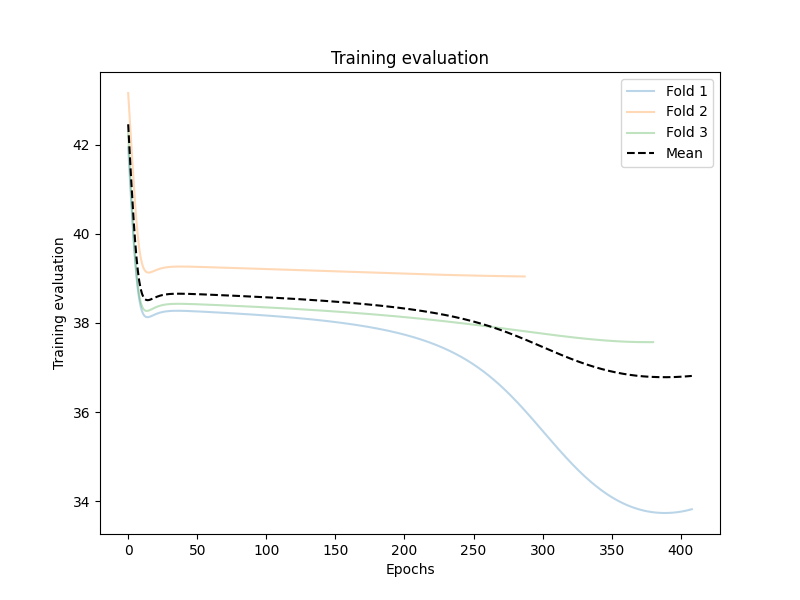 Training evaluation
Fold 1
Fold 2
Fold 3
Mean
Training evaluation
42
40
38
36
34
0 50 100 150 200 250 300 350 400
Epochs